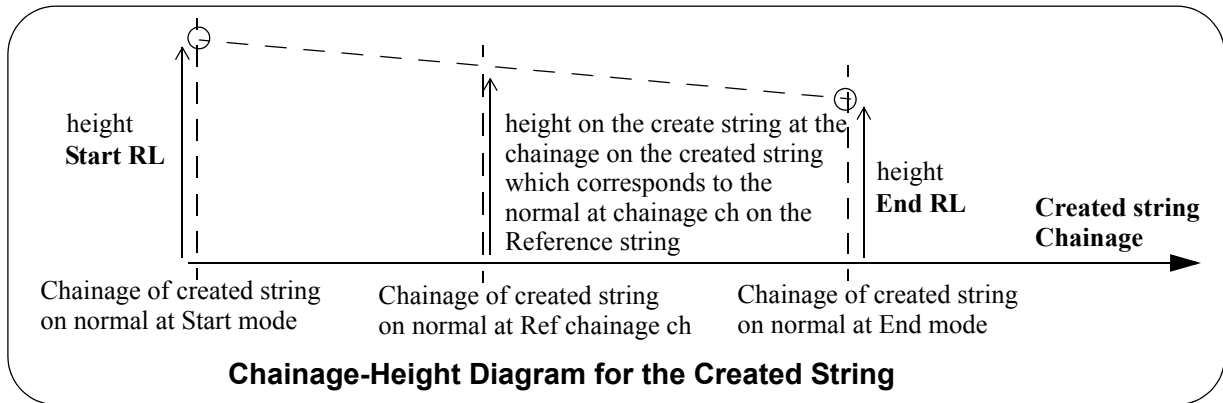 height
Start RL
height on the create string at the
chainage on the created string
which corresponds to the
normal at chainage ch on the
Reference string
height
End RL
Created string
Chainage
Chainage of created string
on normal at Start mode
Chainage of created string
on normal at Ref chainage ch
Chainage of created string
on normal at End mode
Chainage-Height Diagram for the Created String